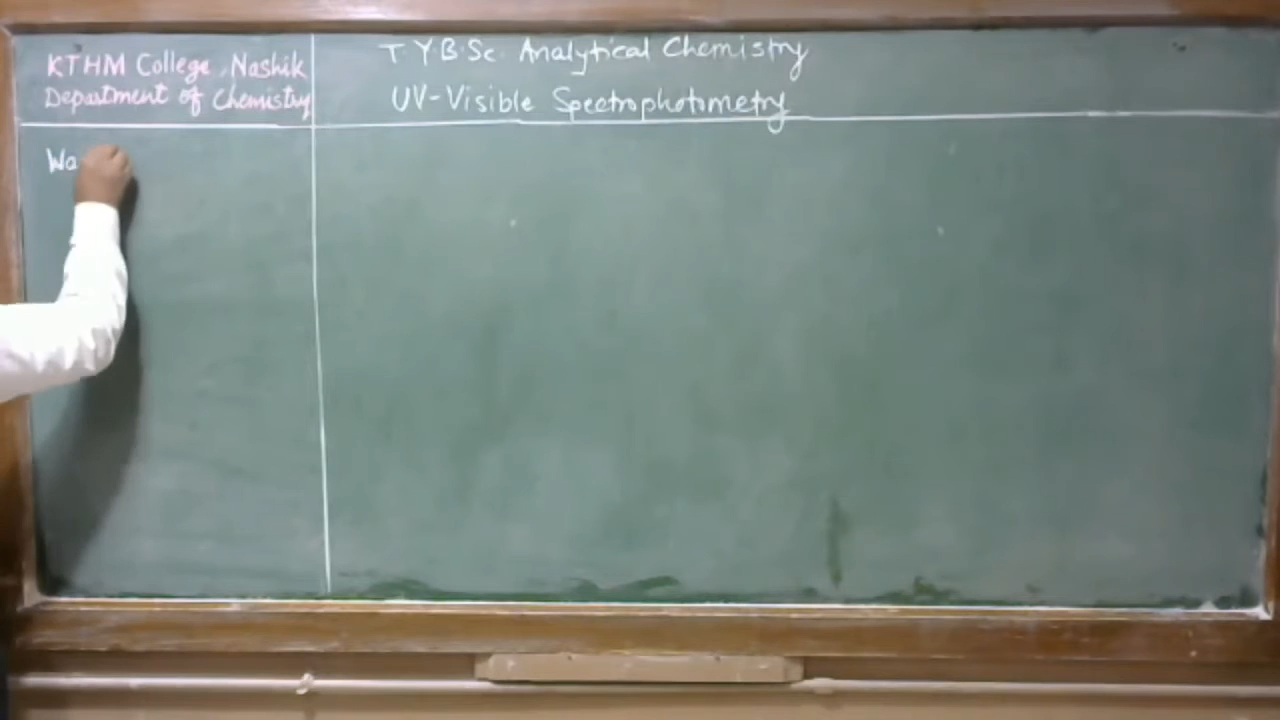 KTHM College, Nashik
Department of Chemistry
T Y B.Sc. Analytical Chemistry
UV-Visible Spectrophotometry
Wa